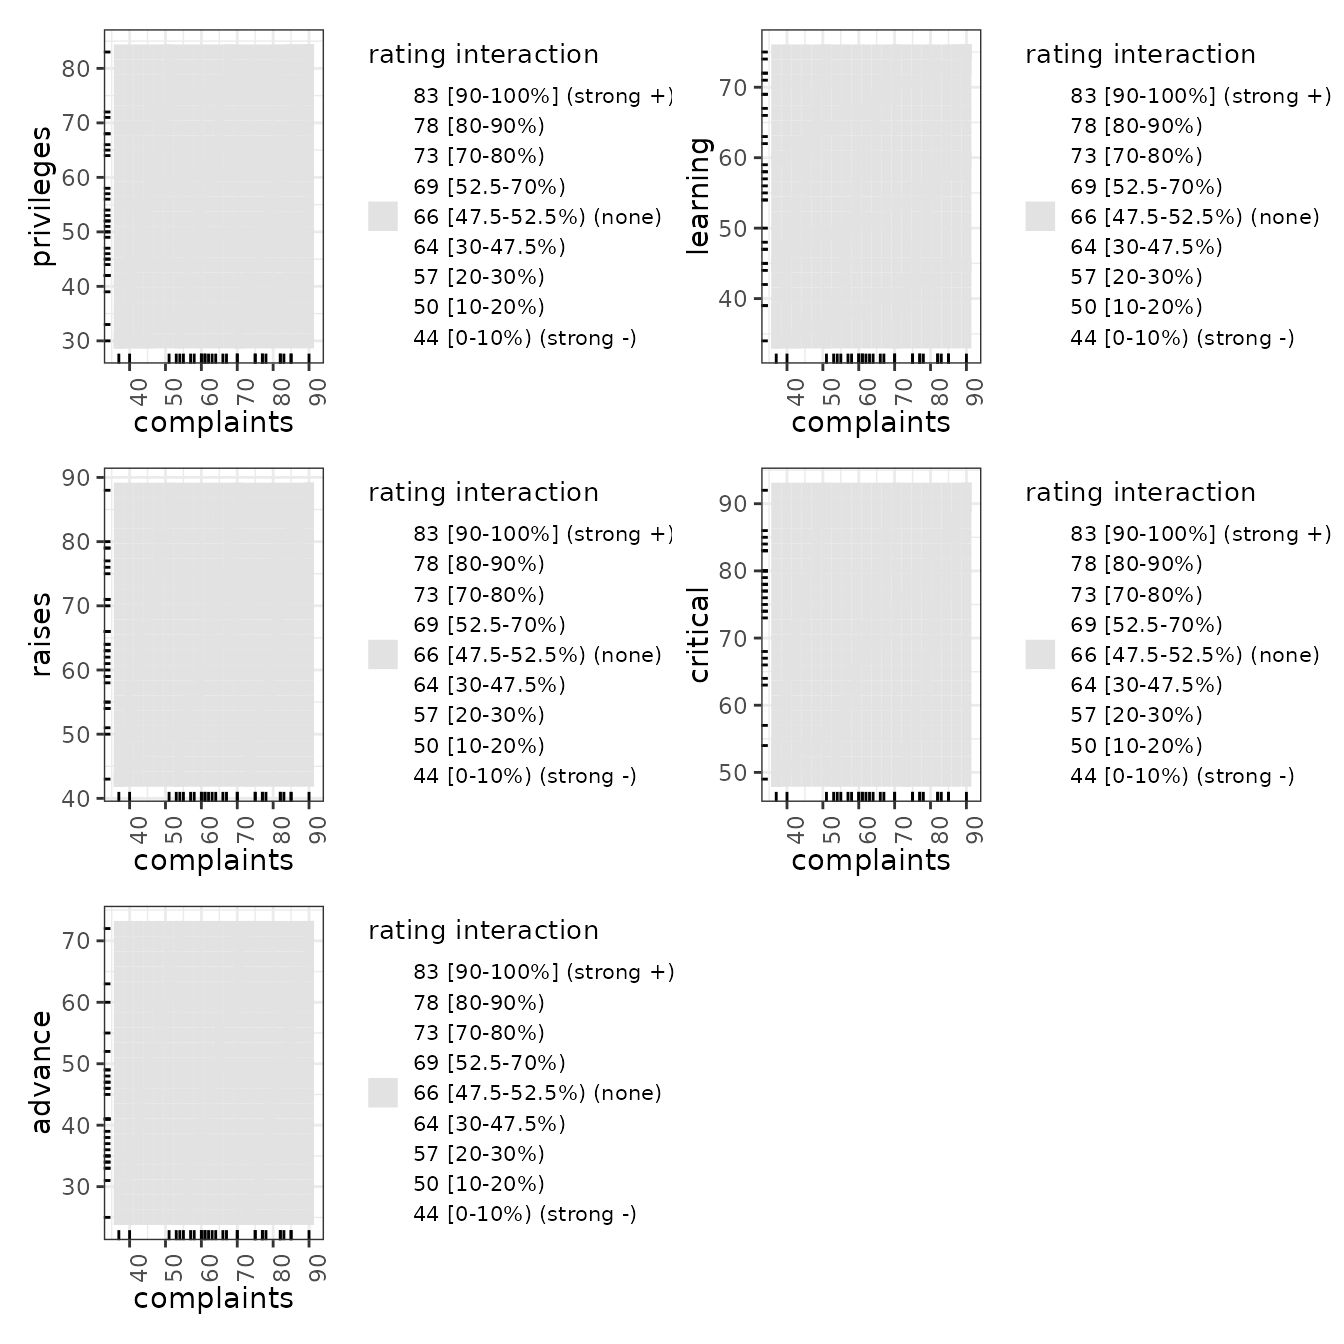 privileges
80
70
60
50
40
30
40 50 60 70 80 90
complaints
rating interaction
83 [90-100%] (strong +)
78 [80-90%)
73 [70-80%)
69 [52.5-70%)
66 [47.5-52.5%) (none)
64 [30-47.5%)
57 [20-30%)
50 [10-20%)
44 [0-10%) (strong -)
learning
70
60
50
40
40 50 60 70 80 90
complaints
rating interaction
83 [90-100%] (strong +)
78 [80-90%)
73 [70-80%)
69 [52.5-70%)
66 [47.5-52.5%) (none)
64 [30-47.5%)
57 [20-30%)
50 [10-20%)
44 [0-10%) (strong -)
raises
90
80
70
60
50
40
40 50 60 70 80 90
complaints
rating interaction
83 [90-100%] (strong +)
78 [80-90%)
73 [70-80%)
69 [52.5-70%)
66 [47.5-52.5%) (none)
64 [30-47.5%)
57 [20-30%)
50 [10-20%)
44 [0-10%) (strong -)
critical
90
80
70
60
50
40 50 60 70 80 90
complaints
rating interaction
83 [90-100%] (strong +)
78 [80-90%)
73 [70-80%)
69 [52.5-70%)
66 [47.5-52.5%) (none)
64 [30-47.5%)
57 [20-30%)
50 [10-20%)
44 [0-10%) (strong -)
advance
70
60
50
40
30
40 50 60 70 80 90
complaints
rating interaction
83 [90-100%] (strong +)
78 [80-90%)
73 [70-80%)
69 [52.5-70%)
66 [47.5-52.5%) (none)
64 [30-47.5%)
57 [20-30%)
50 [10-20%)
44 [0-10%) (strong -)